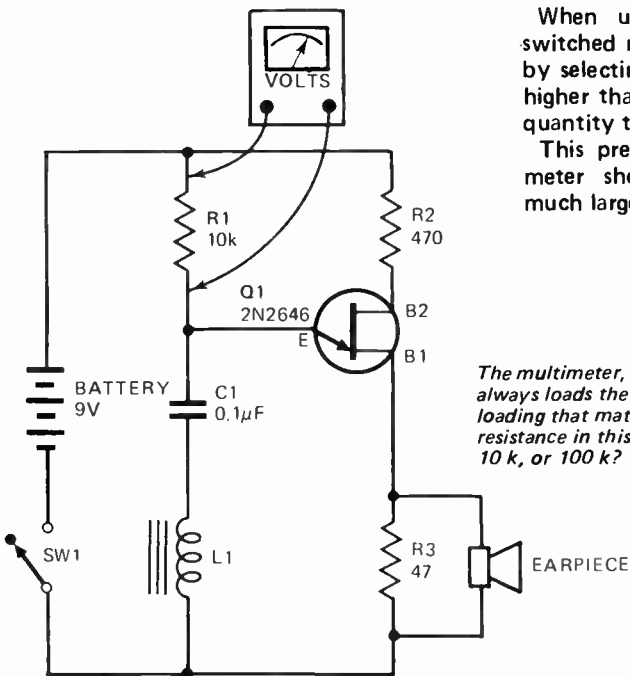 VOLTS
R1
10k
R2
470
Q1
2N2646
E
B2
B1
BATTERY
9V
C1
0.1μF
SW1
L1
R3
47
EARPIECE
When u
switched r
by selectin
higher tha
quantity t
This pre
meter she
much large
The multimeter,
always loads the
loading that mat
resistance in this
10 k, or 100 k?